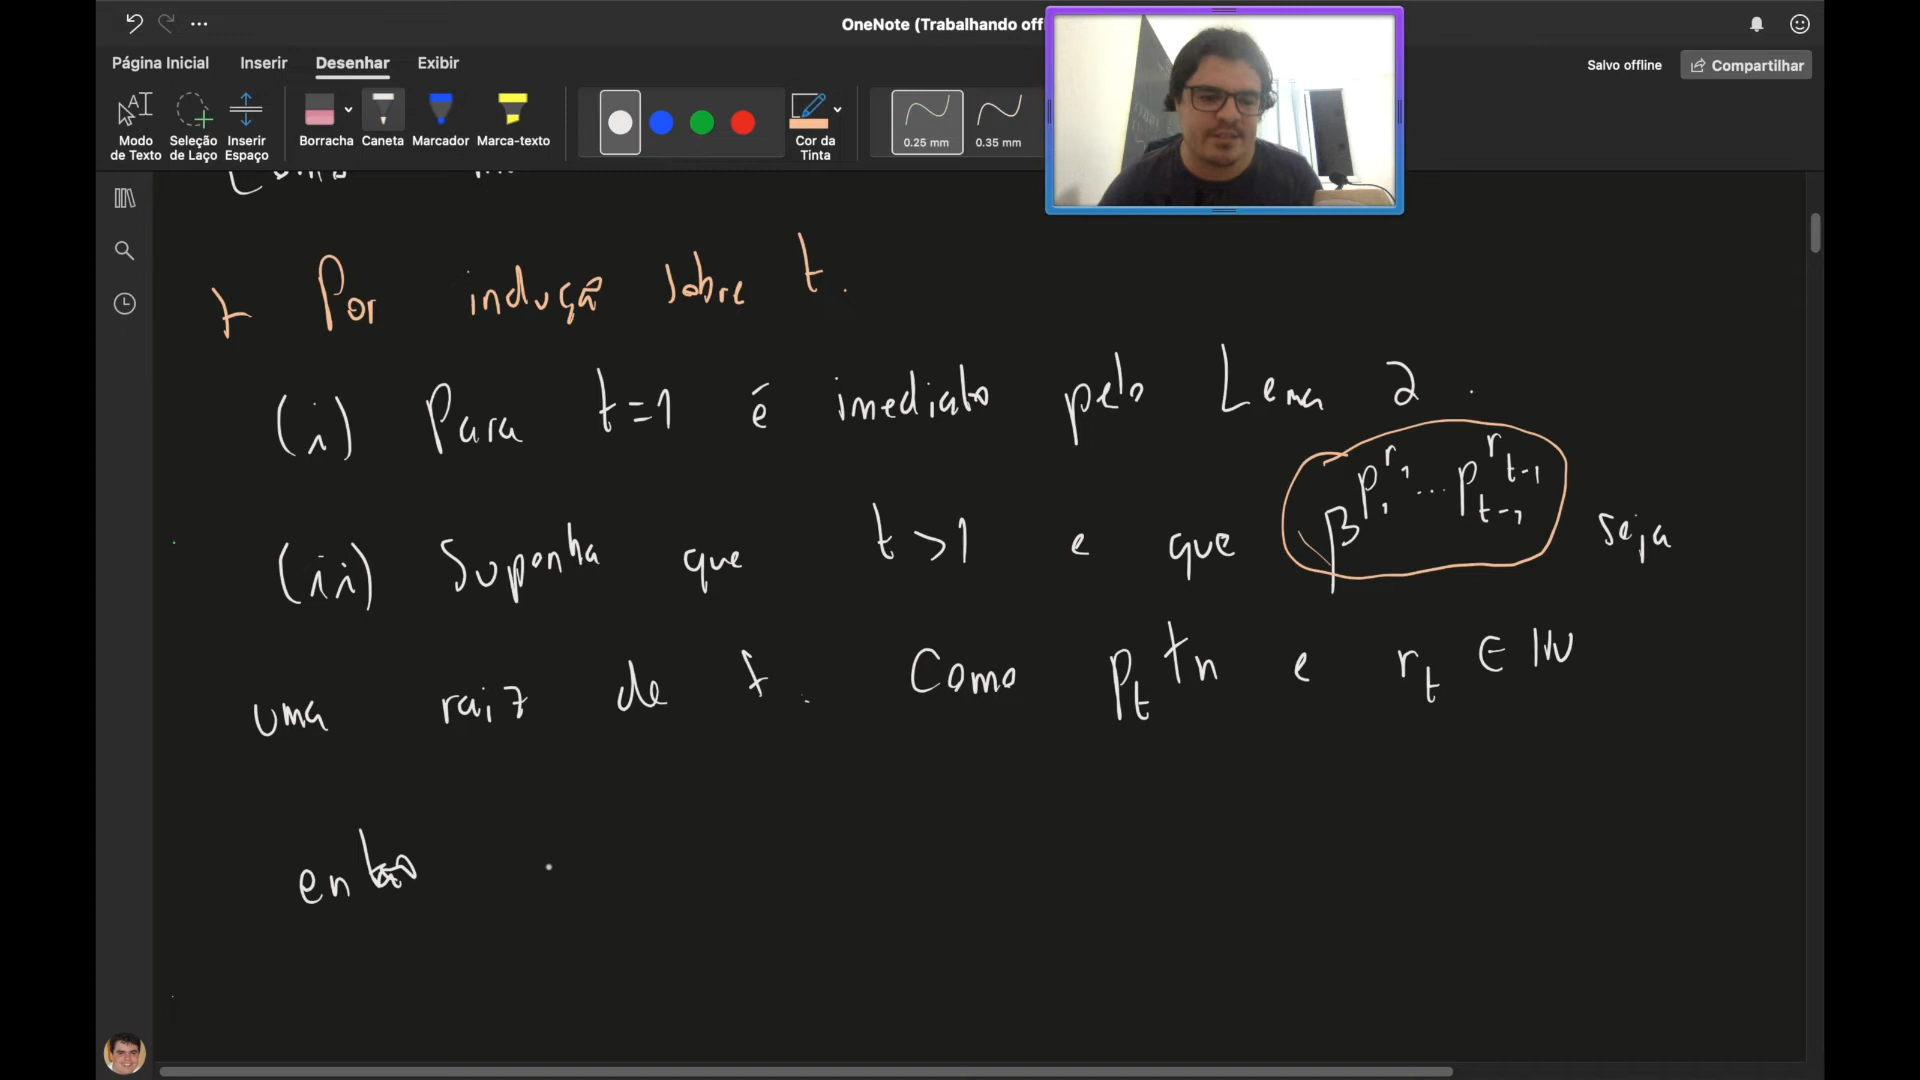 OneNote (Trabalhando offl
Página Inicial Inserir Desenhar Exibir
Salvo offline Compartilhar
Modo de Texto
Seleção de Laço
Inserir Espaço
Borracha Caneta Marcador Marca-texto
Cor da Tinta
0.25 mm 0.35 mm
+ Por indução sobre t.
(i) Para t=1 é imediato pelo Lema 2.
(ii) Suponha que t>1 e que β^{p_1^{r_1}...p_{t-1}^{r_{t-1}}} seja
uma raiz de f. Como p_t ∤ n e r_t ∈ ℕ
então